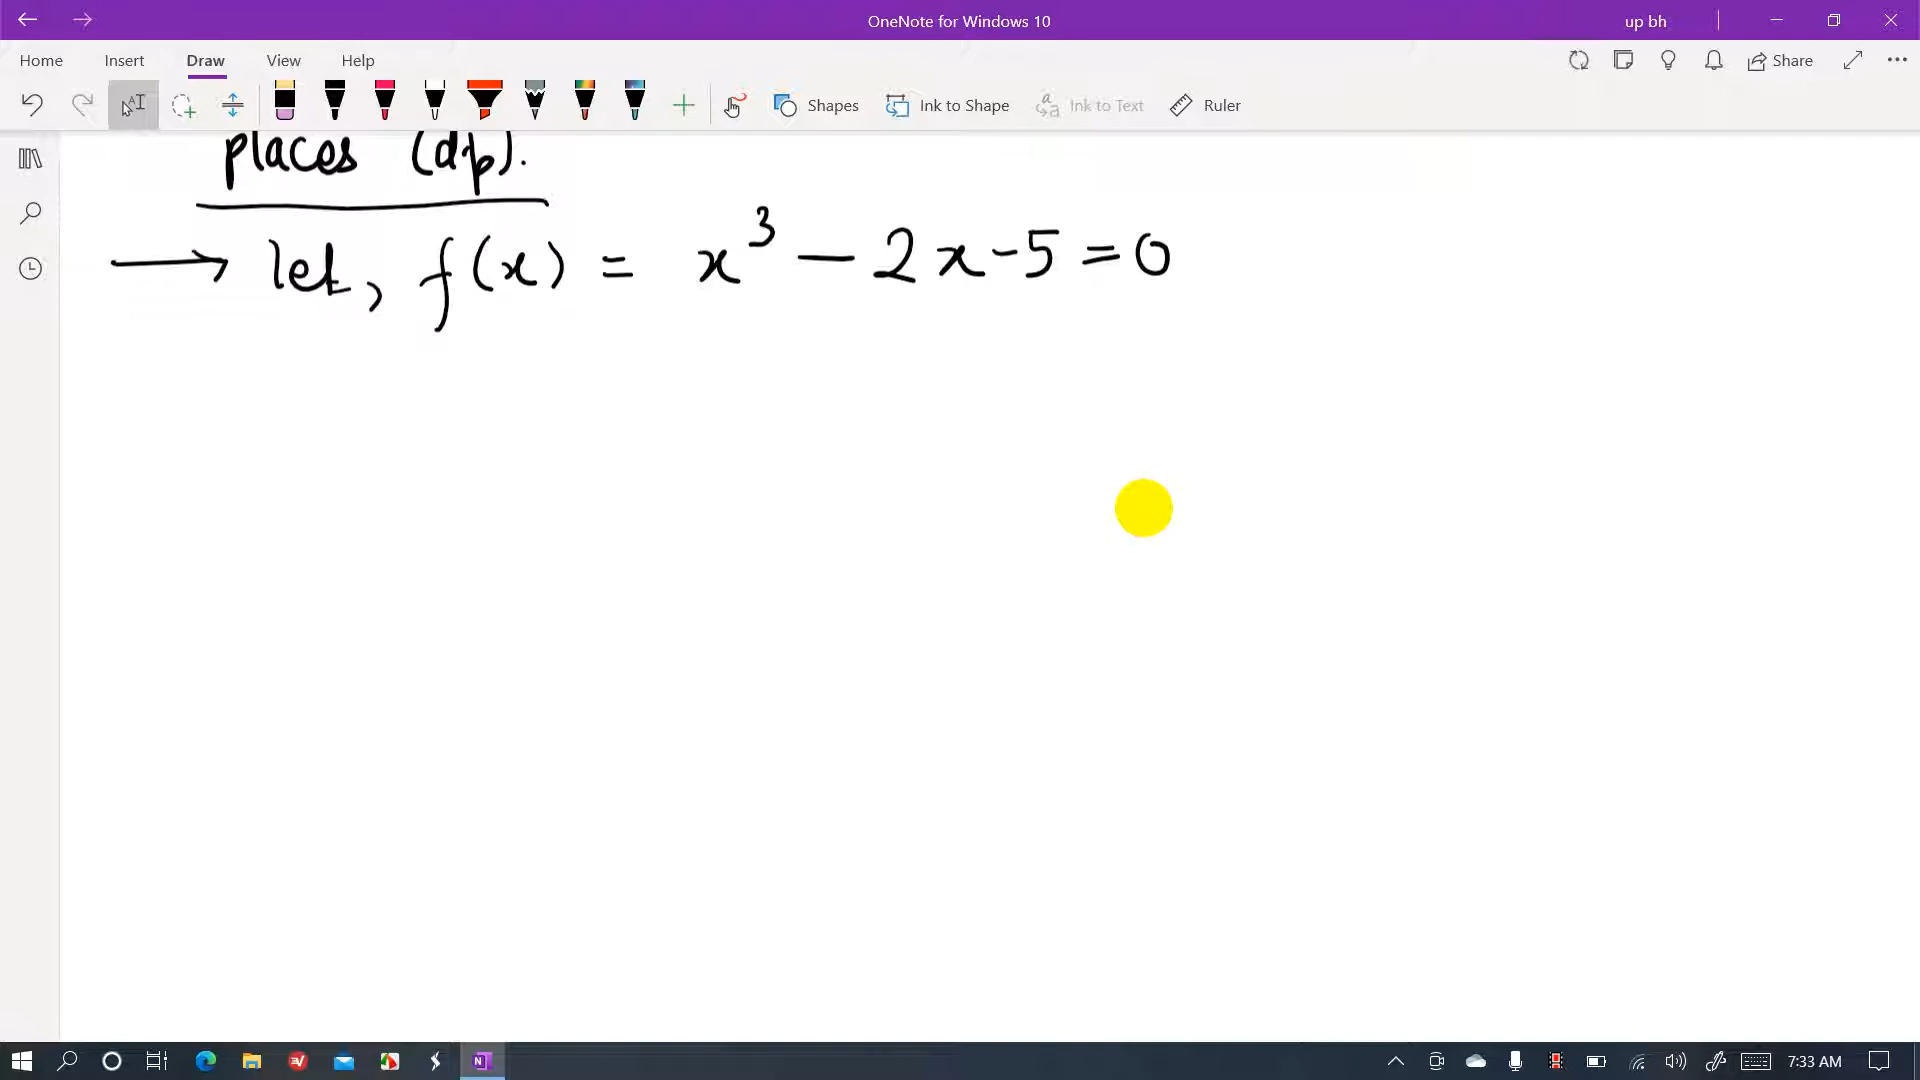 OneNote for Windows 10
up bh
Home Insert Draw View Help
Share
Shapes Ink to Shape Ink to Text Ruler
places (dp).
→ let, f(x) = x³ – 2x-5 = 0
7:33 AM